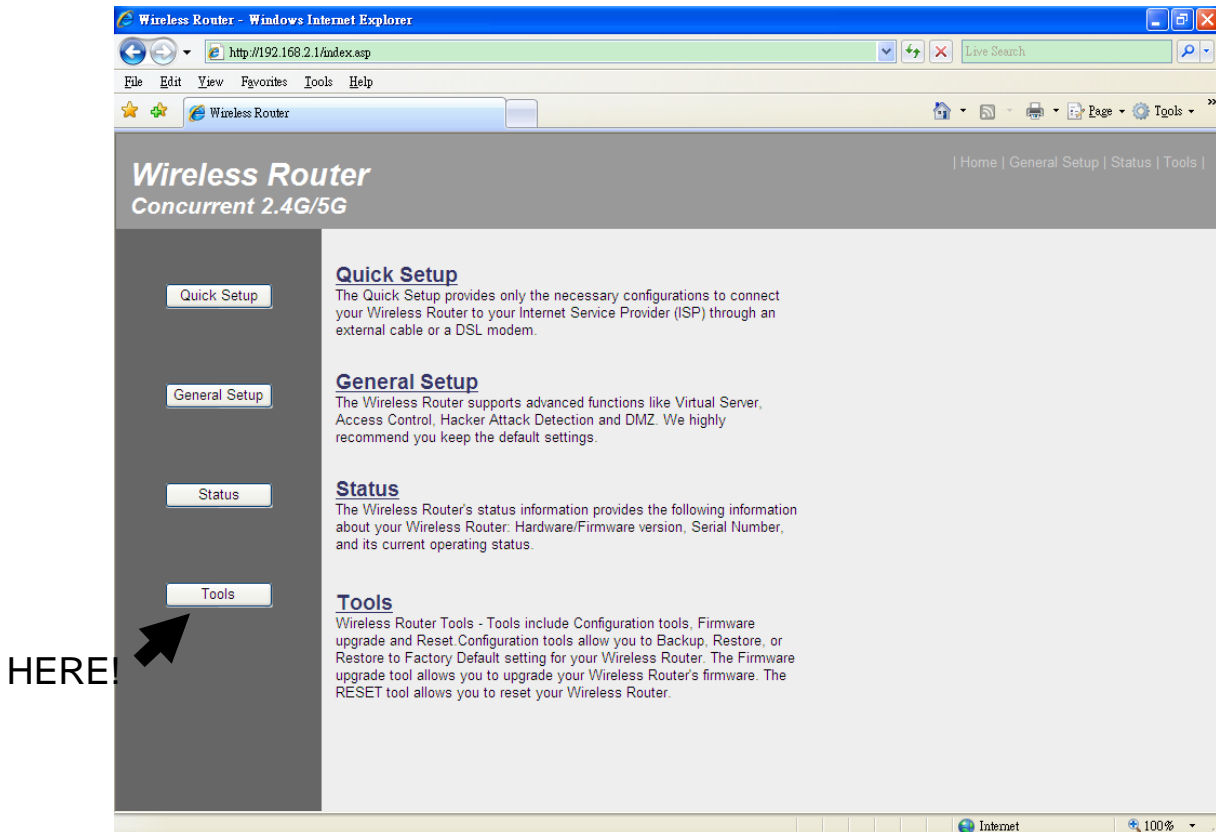 Wireless Router - Windows Internet Explorer
http://192.168.2.1/index.asp
Live Search
File Edit View Favorites Tools Help
Wireless Router
Page
Tools
Wireless Router
Concurrent 2.4G/5G
| Home | General Setup | Status | Tools |
Quick Setup
Quick Setup
The Quick Setup provides only the necessary configurations to connect
your Wireless Router to your Internet Service Provider (ISP) through an
external cable or a DSL modem.
General Setup
General Setup
The Wireless Router supports advanced functions like Virtual Server,
Access Control, Hacker Attack Detection and DMZ. We highly
recommend you keep the default settings.
Status
Status
The Wireless Router's status information provides the following information
about your Wireless Router: Hardware/Firmware version, Serial Number,
and its current operating status.
Tools
Tools
Wireless Router Tools - Tools include Configuration tools, Firmware
upgrade and Reset.Configuration tools allow you to Backup, Restore, or
Restore to Factory Default setting for your Wireless Router. The Firmware
upgrade tool allows you to upgrade your Wireless Router's firmware. The
RESET tool allows you to reset your Wireless Router.
HERE!
Internet
100%